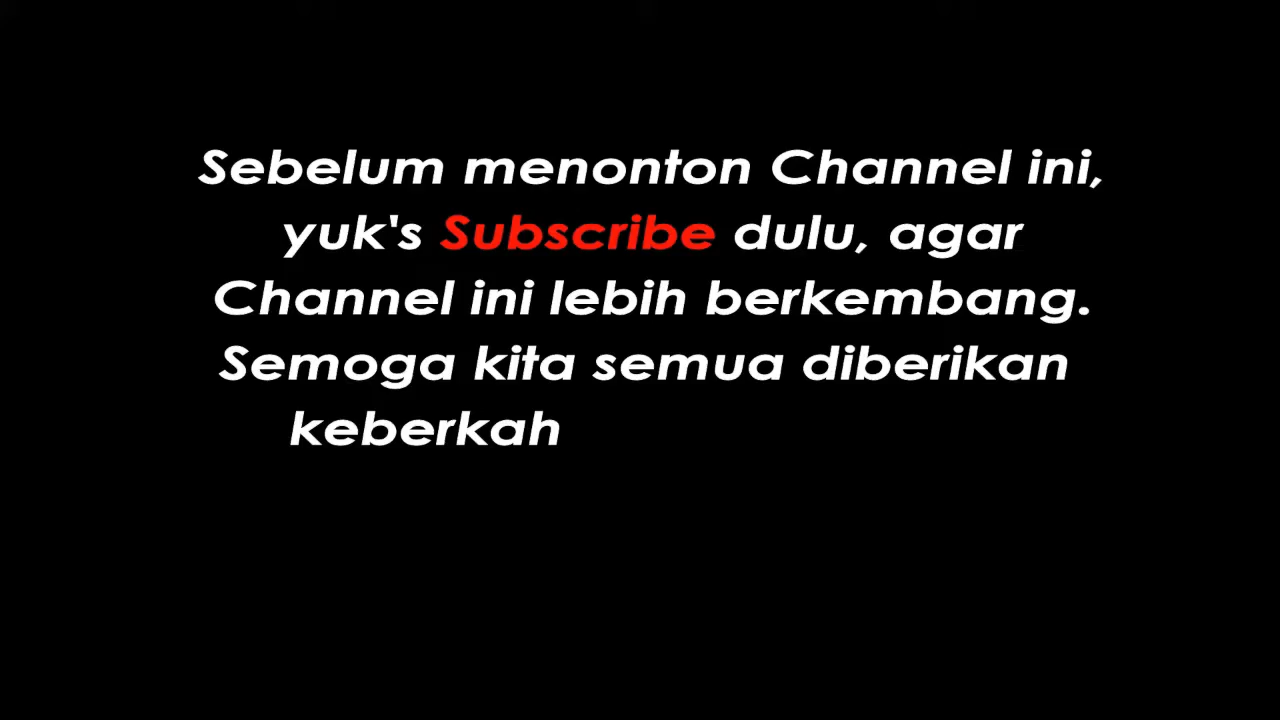 Sebelum menonton Channel ini,
yuk's Subscribe dulu, agar
Channel ini lebih berkembang.
Semoga kita semua diberikan
keberkah